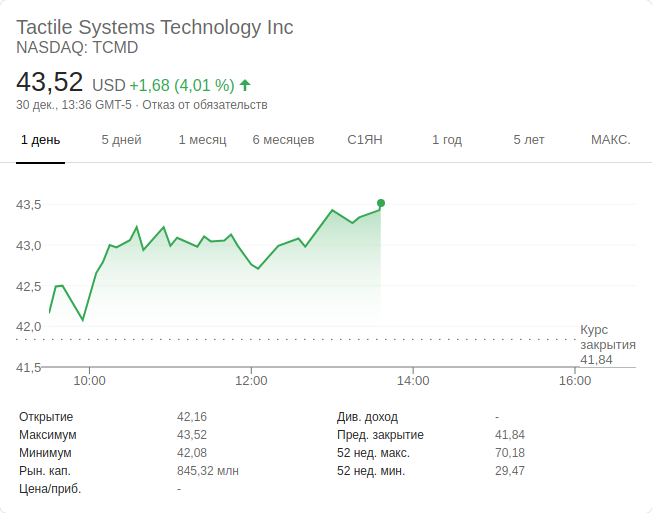 Tactile Systems Technology Inc
NASDAQ: TCMD
43,52 USD +1,68 (4,01 %)
30 дек., 13:36 GMT-5 · Отказ от обязательств
1 день 5 дней 1 месяц 6 месяцев С1ЯН 1 год 5 лет МАКС.
43,5
43,0
42,5
42,0
41,5
Курс
закрытия
41,84
10:00 12:00 14:00 16:00
Открытие 42,16
Максимум 43,52
Минимум 42,08
Рын. кап. 845,32 млн
Цена/приб. -
Див. доход -
Пред. закрытие 41,84
52 нед. макс. 70,18
52 нед. мин. 29,47